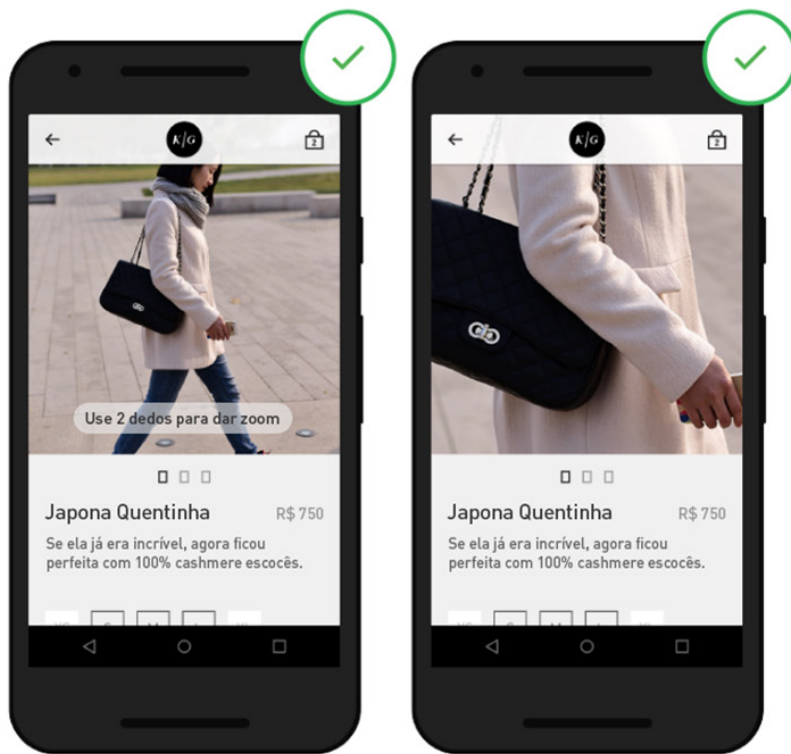 K/G
2
Use 2 dedos para dar zoom
Japona Quentinha
R$ 750
Se ela já era incrível, agora ficou
perfeita com 100% cashmere escocês.
K/G
2
Japona Quentinha
R$ 750
Se ela já era incrível, agora ficou
perfeita com 100% cashmere escocês.